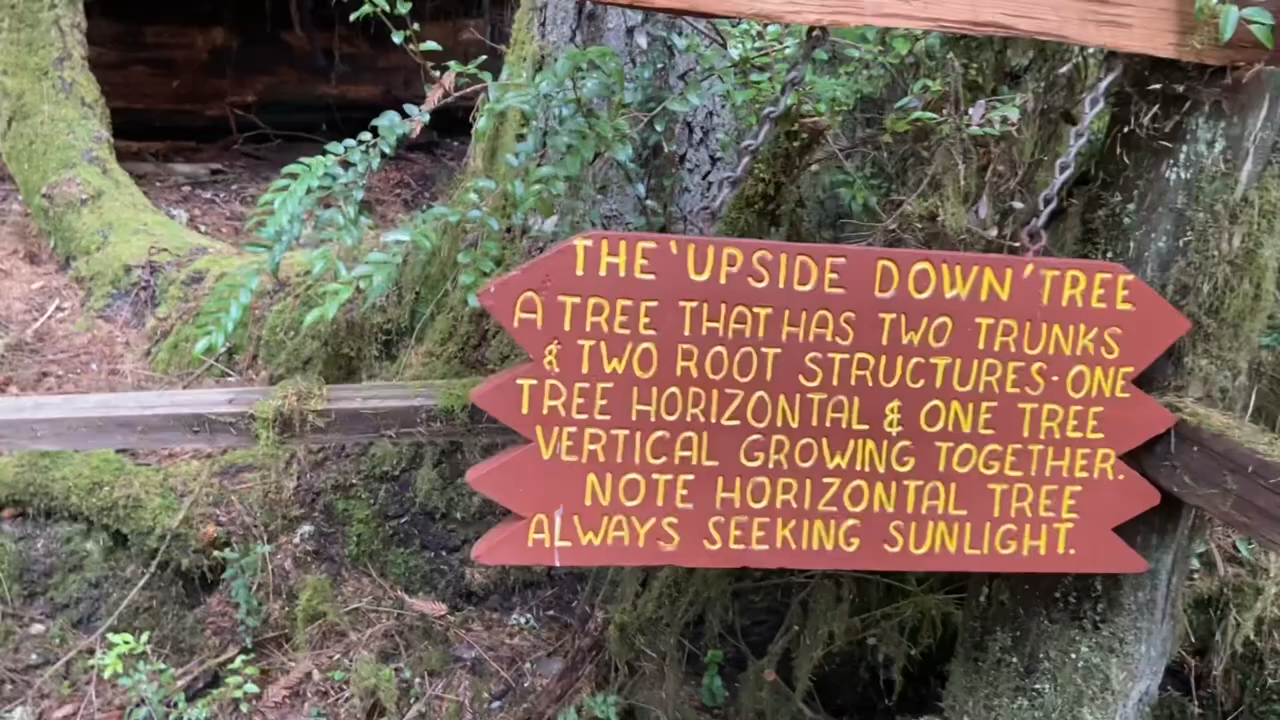 THE 'UPSIDE DOWN' TREE
A TREE THAT HAS TWO TRUNKS
& TWO ROOT STRUCTURES·ONE
TREE HORIZONTAL & ONE TREE
VERTICAL GROWING TOGETHER.
NOTE HORIZONTAL TREE
ALWAYS SEEKING SUNLIGHT.